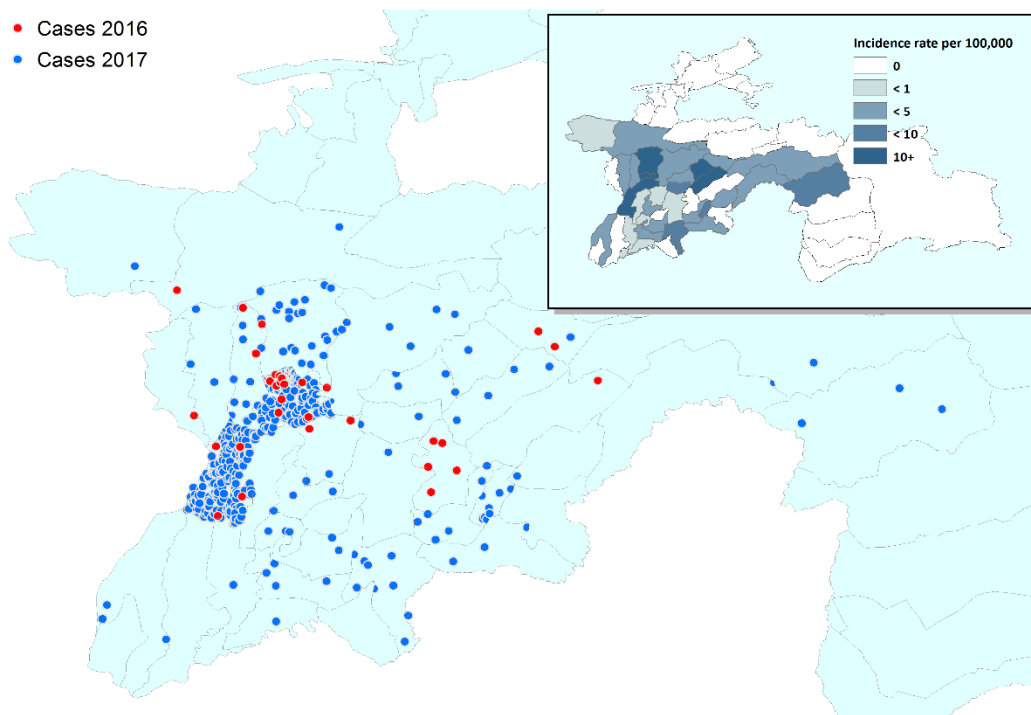 Cases 2016
Cases 2017
Incidence rate per 100,000
0
< 1
< 5
< 10
10+